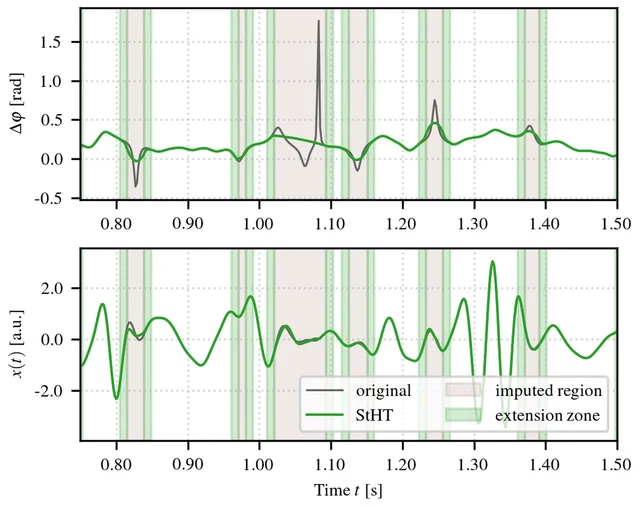 Δφ [rad]
1.5
1.0
0.5
0.0
-0.5
0.80 0.90 1.00 1.10 1.20 1.30 1.40 1.50
x(t) [a.u.]
2.0
0.0
-2.0
original
StHT
imputed region
extension zone
0.80 0.90 1.00 1.10 1.20 1.30 1.40 1.50
Time t [s]